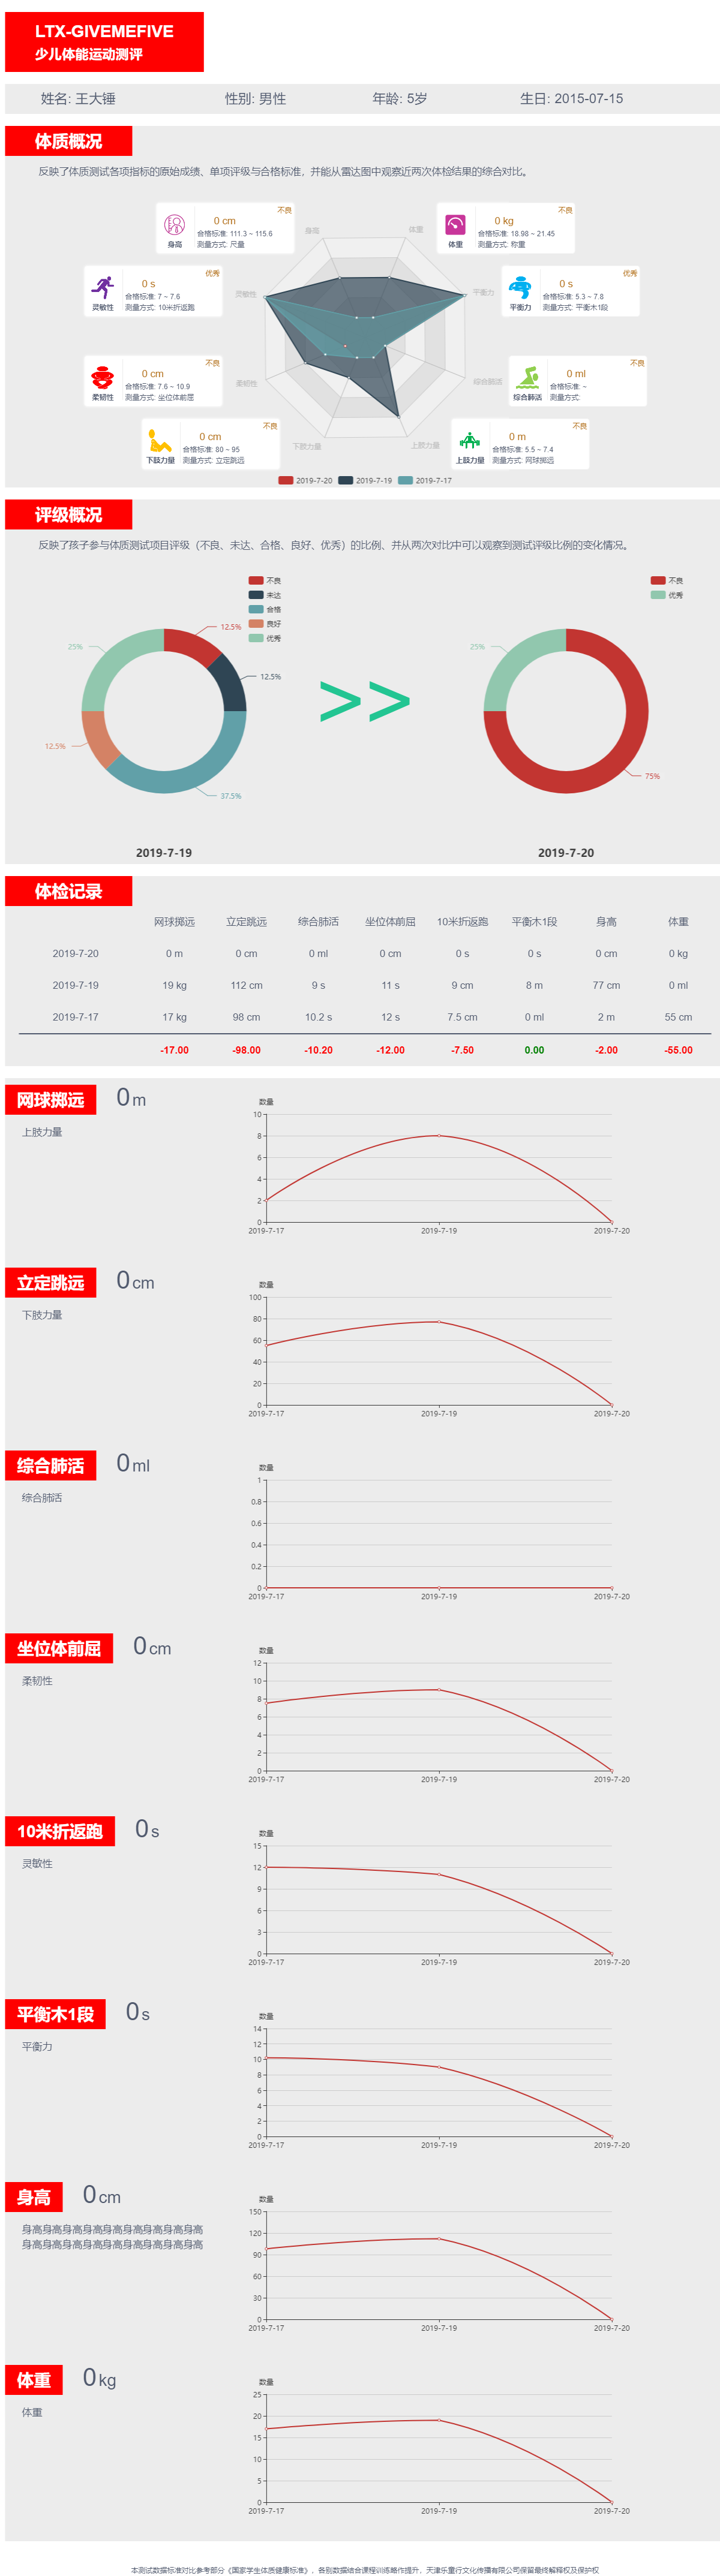 LTX-GIVEMEFIVE
少儿体能运动测评
姓名: 王大锤 性别: 男性 年龄: 5岁 生日: 2015-07-15
体质概况
反映了体质测试各项指标的原始成绩、单项评级与合格标准，并能从雷达图中观察近两次体检结果的综合对比。
不良
0 cm
合格标准: 111.3 ~ 115.6
测量方式: 尺量
身高
不良
0 kg
合格标准: 18.98 ~ 21.45
测量方式: 称重
体重
优秀
0 s
合格标准: 7 ~ 7.6
测量方式: 10米折返跑
灵敏性
优秀
0 s
合格标准: 5.3 ~ 7.8
测量方式: 平衡木1段
平衡力
不良
0 cm
合格标准: 7.6 ~ 10.9
测量方式: 坐位体前屈
柔韧性
不良
0 ml
合格标准: ~
测量方式:
综合肺活
不良
0 cm
合格标准: 80 ~ 95
测量方式: 立定跳远
下肢力量
不良
0 m
合格标准: 5.5 ~ 7.4
测量方式: 网球掷远
上肢力量
身高 体重
灵敏性 平衡力
柔韧性 综合肺活
下肢力量 上肢力量
2019-7-20 2019-7-19 2019-7-17
评级概况
反映了孩子参与体质测试项目评级（不良、未达、合格、良好、优秀）的比例、并从两次对比中可以观察到测试评级比例的变化情况。
不良
未达
合格
良好
优秀
12.5%
12.5%
37.5%
12.5%
25%
2019-7-19
>>
不良
优秀
25%
75%
2019-7-20
体检记录
网球掷远 立定跳远 综合肺活 坐位体前屈 10米折返跑 平衡木1段 身高 体重
2019-7-20 0 m 0 cm 0 ml 0 cm 0 s 0 s 0 cm 0 kg
2019-7-19 19 kg 112 cm 9 s 11 s 9 cm 8 m 77 cm 0 ml
2019-7-17 17 kg 98 cm 10.2 s 12 s 7.5 cm 0 ml 2 m 55 cm
-17.00 -98.00 -10.20 -12.00 -7.50 0.00 -2.00 -55.00
网球掷远 0 m
上肢力量
数量
10
8
6
4
2
0
2019-7-17 2019-7-19 2019-7-20
立定跳远 0 cm
下肢力量
数量
100
80
60
40
20
0
2019-7-17 2019-7-19 2019-7-20
综合肺活 0 ml
综合肺活
数量
1
0.8
0.6
0.4
0.2
0
2019-7-17 2019-7-19 2019-7-20
坐位体前屈 0 cm
柔韧性
数量
12
10
8
6
4
2
0
2019-7-17 2019-7-19 2019-7-20
10米折返跑 0 s
灵敏性
数量
15
12
9
6
3
0
2019-7-17 2019-7-19 2019-7-20
平衡木1段 0 s
平衡力
数量
14
12
10
8
6
4
2
0
2019-7-17 2019-7-19 2019-7-20
身高 0 cm
身高身高身高身高身高身高身高身高身高
身高身高身高身高身高身高身高身高身高
数量
150
120
90
60
30
0
2019-7-17 2019-7-19 2019-7-20
体重 0 kg
体重
数量
25
20
15
10
5
0
2019-7-17 2019-7-19 2019-7-20
本测试数据标准对比参考部分《国家学生体质健康标准》，各别数据结合课程训练略作提升，天津乐童行文化传播有限公司保留最终解释权及保护权